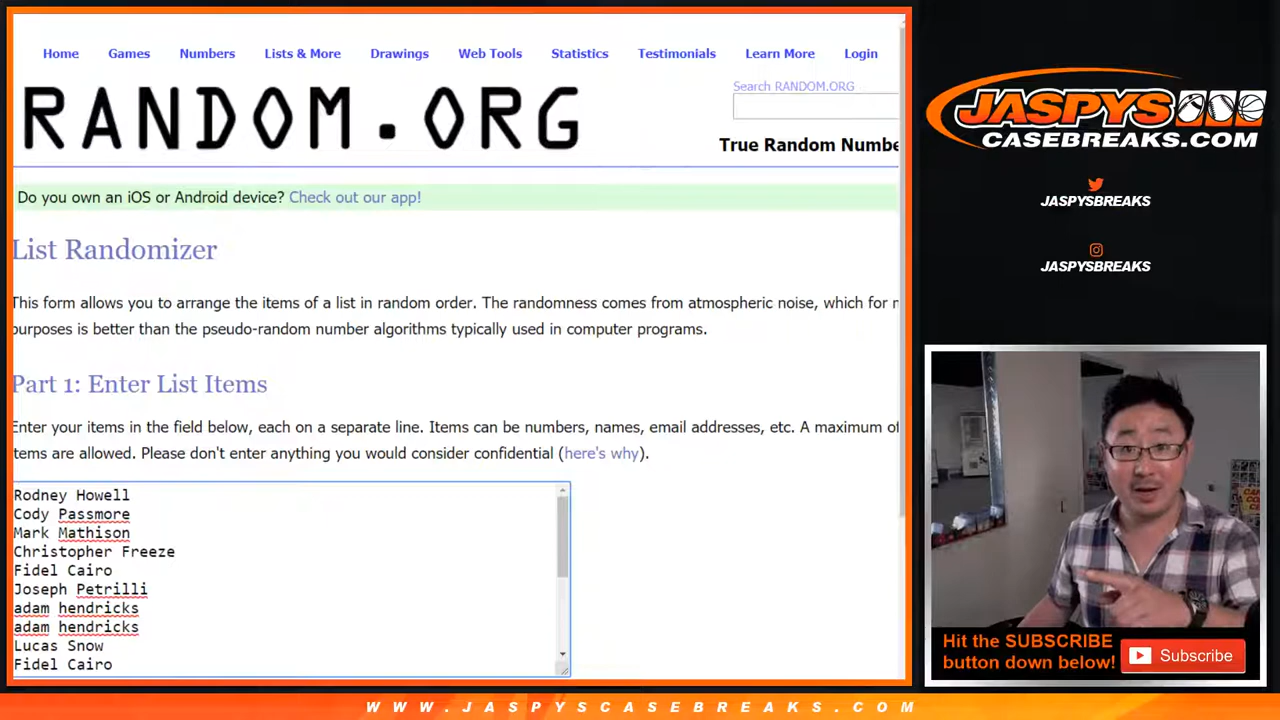 Home Games Numbers Lists & More Drawings Web Tools Statistics Testimonials Learn More Login
RANDOM.ORG
Search RANDOM.ORG
True Random Numbe
Do you own an iOS or Android device? Check out our app!
List Randomizer
This form allows you to arrange the items of a list in random order. The randomness comes from atmospheric noise, which for
purposes is better than the pseudo-random number algorithms typically used in computer programs.
Part 1: Enter List Items
Enter your items in the field below, each on a separate line. Items can be numbers, names, email addresses, etc. A maximum of
items are allowed. Please don't enter anything you would consider confidential (here's why).
Rodney Howell
Cody Passmore
Mark Mathison
Christopher Freeze
Fidel Cairo
Joseph Petrilli
adam hendricks
adam hendricks
Lucas Snow
Fidel Cairo
JASPYS
CASEBREAKS.COM
JASPYSBREAKS
JASPYSBREAKS
Hit the SUBSCRIBE
button down below!
Subscribe
WWW.JASPYSCASEBREAKS.COM